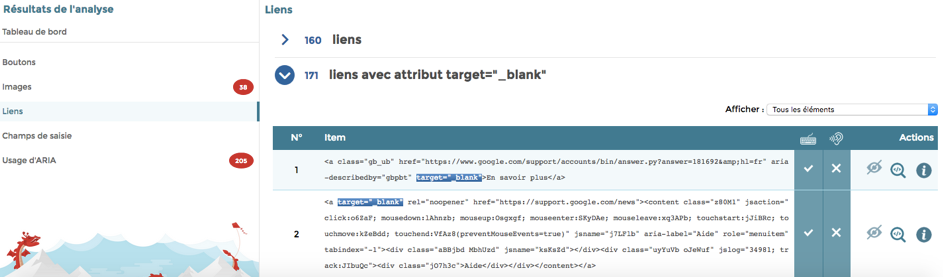 Résultats de l'analyse
Tableau de bord
Boutons
Images 38
Liens
Champs de saisie
Usage d'ARIA 205
Liens
160 liens
171 liens avec attribut target="_blank"
Afficher : Tous les éléments
N° Item Actions
1
<a class="gb_ub" href="https://www.google.com/support/accounts/bin/answer.py?answer=181692&amp;hl=fr" aria
-describedby="gbpbt" target="_blank">En savoir plus</a>
2
<a target="_blank" rel="noopener" href="https://support.google.com/news"><content class="z80M1" jsaction="
click:o6ZaF; mousedown:lAhnzb; mouseup:Osgxgf; mouseenter:SKyDAe; mouseleave:xq3APb; touchstart:jJiBRc; to
uchmove:kZeBdd; touchend:VfAz8(preventMouseEvents=true)" jsname="j7LFlb" aria-label="Aide" role="menuitem"
tabindex="-1"><div class="aBBjbd MbhUzd" jsname="ksKsZd"></div><div class="uyYuVb oJeWuf" jslog="34981; tr
ack:JIbuQc"><div class="jO7h3c">Aide</div></div></content></a>